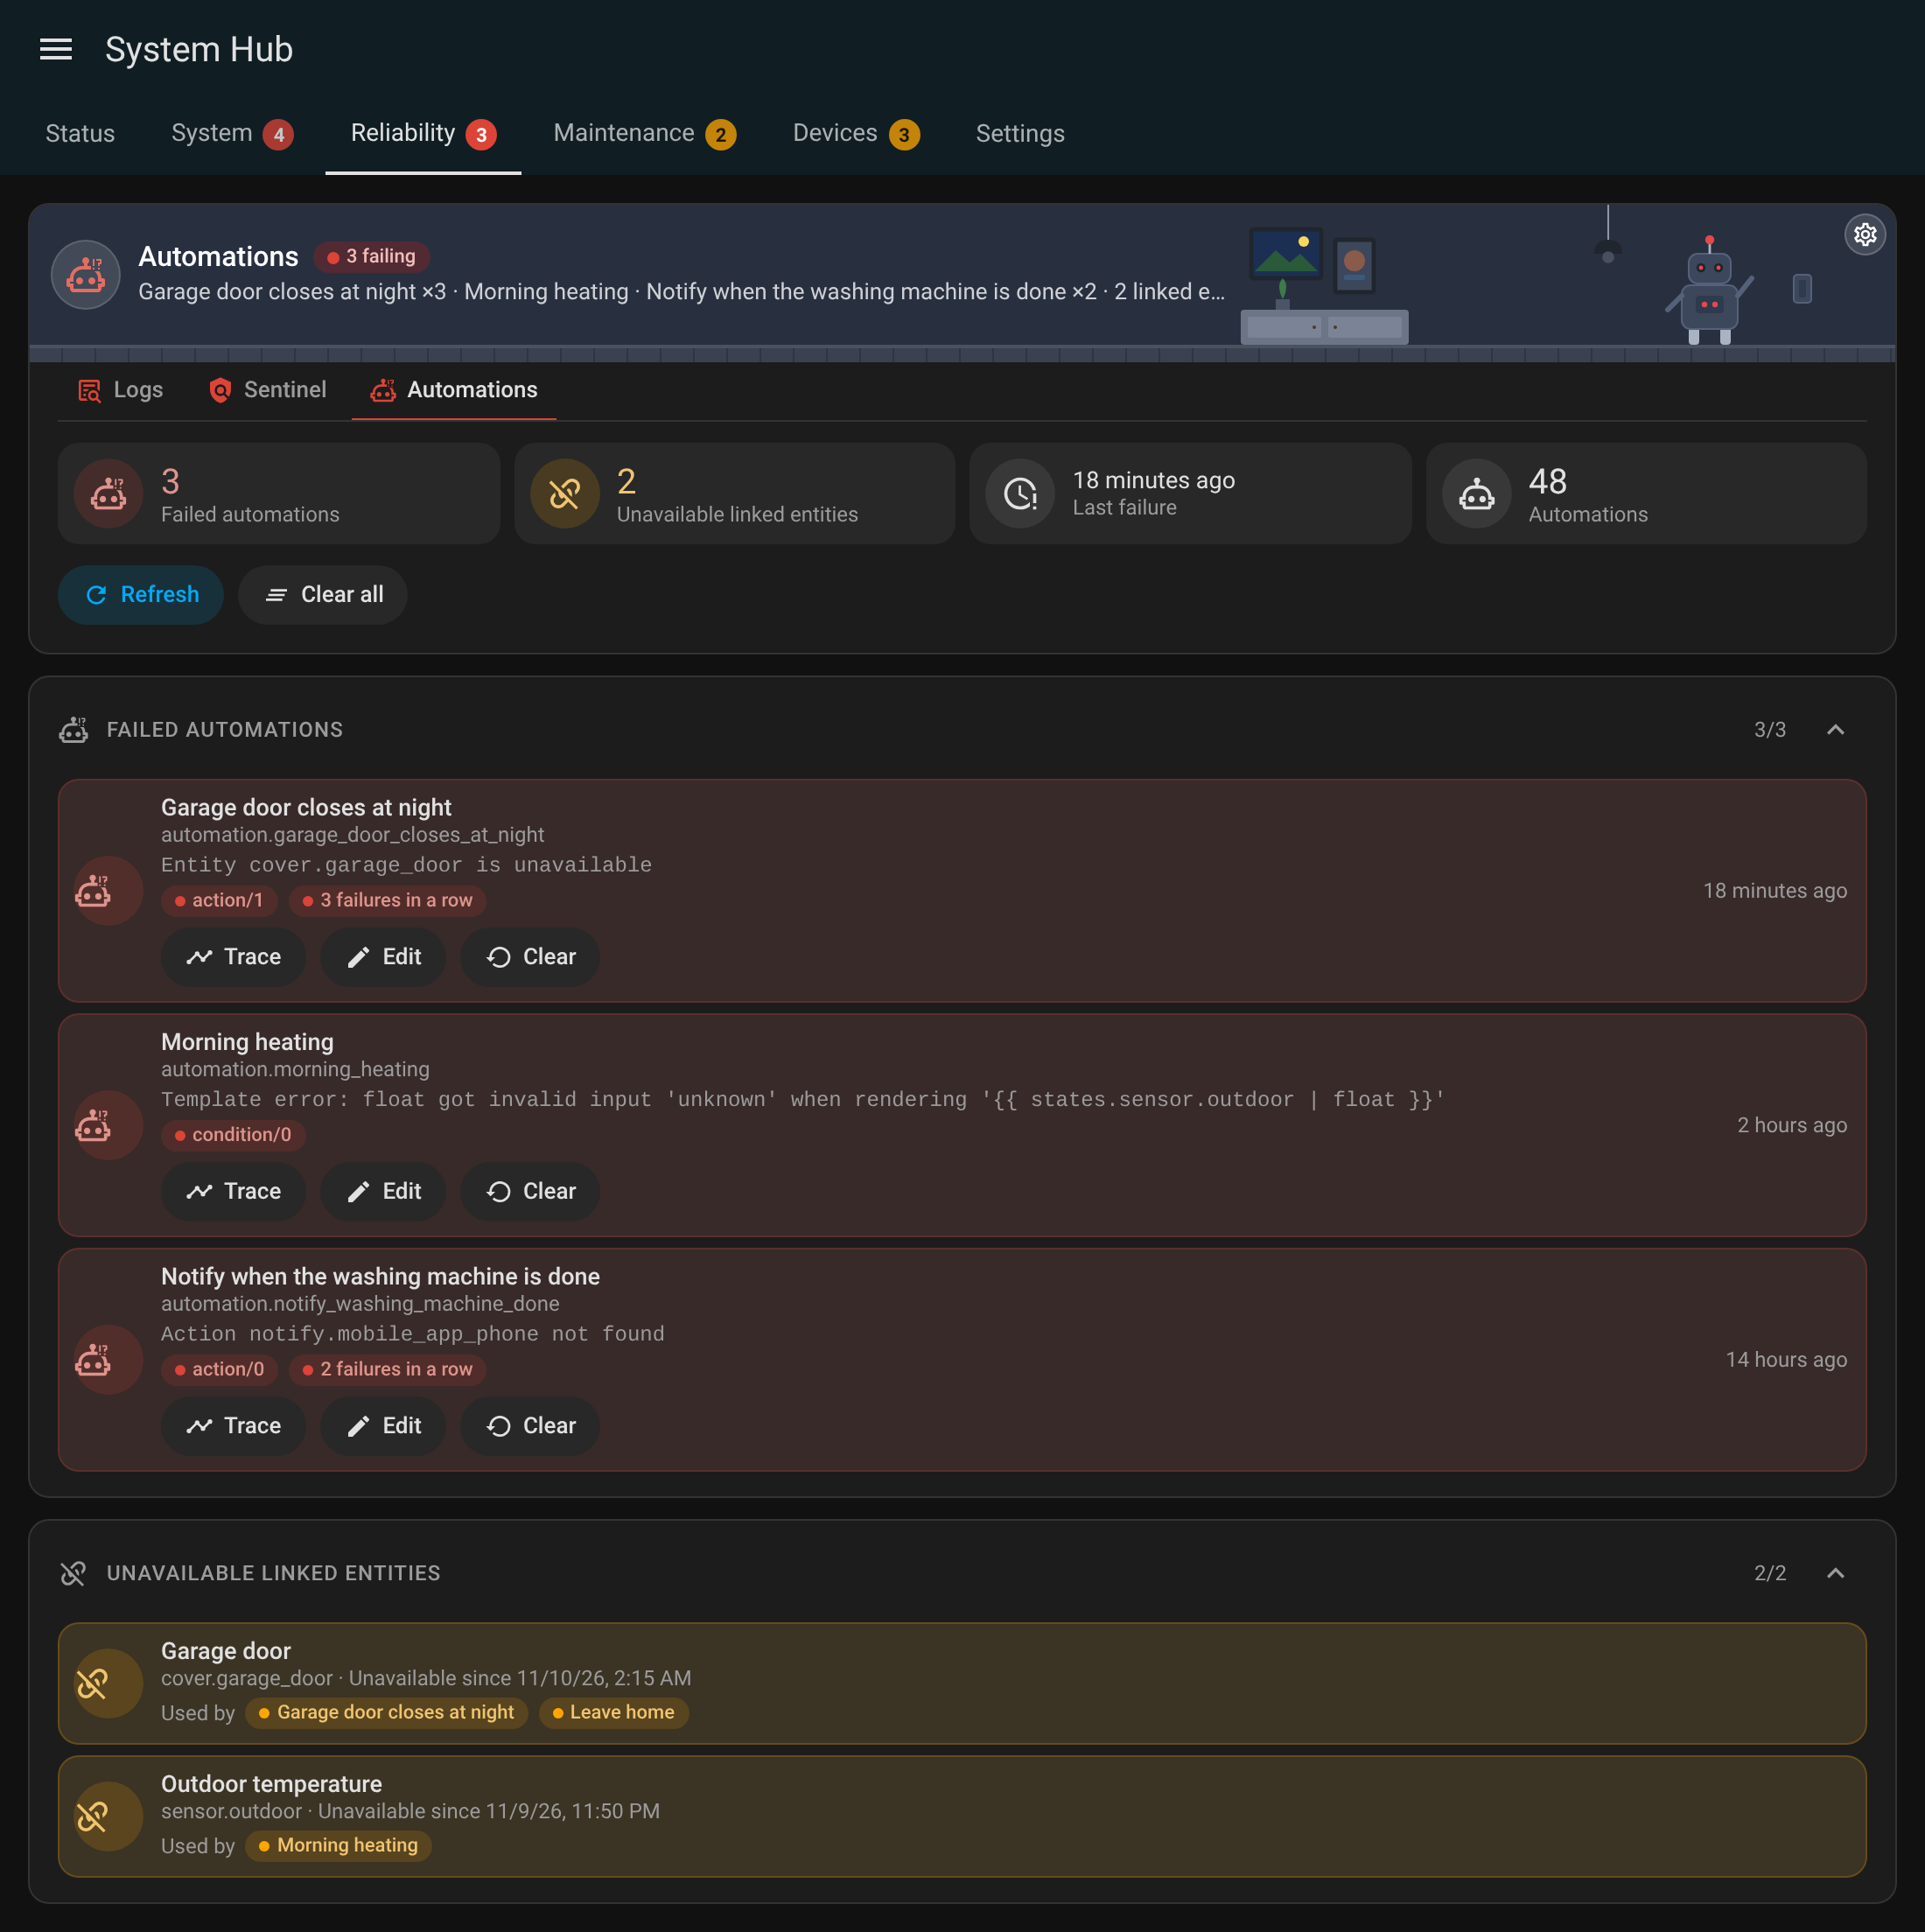 System Hub
Status
System 4
Reliability 3
Maintenance 2
Devices 3
Settings
Automations
3 failing
Garage door closes at night ×3 · Morning heating · Notify when the washing machine is done ×2 · 2 linked e...
Logs
Sentinel
Automations
3
Failed automations
2
Unavailable linked entities
18 minutes ago
Last failure
48
Automations
Refresh
Clear all
FAILED AUTOMATIONS
3/3
Garage door closes at night
automation.garage_door_closes_at_night
Entity cover.garage_door is unavailable
action/1
3 failures in a row
18 minutes ago
Trace
Edit
Clear
Morning heating
automation.morning_heating
Template error: float got invalid input 'unknown' when rendering '{{ states.sensor.outdoor | float }}'
condition/0
2 hours ago
Trace
Edit
Clear
Notify when the washing machine is done
automation.notify_washing_machine_done
Action notify.mobile_app_phone not found
action/0
2 failures in a row
14 hours ago
Trace
Edit
Clear
UNAVAILABLE LINKED ENTITIES
2/2
Garage door
cover.garage_door · Unavailable since 11/10/26, 2:15 AM
Used by
Garage door closes at night
Leave home
Outdoor temperature
sensor.outdoor · Unavailable since 11/9/26, 11:50 PM
Used by
Morning heating